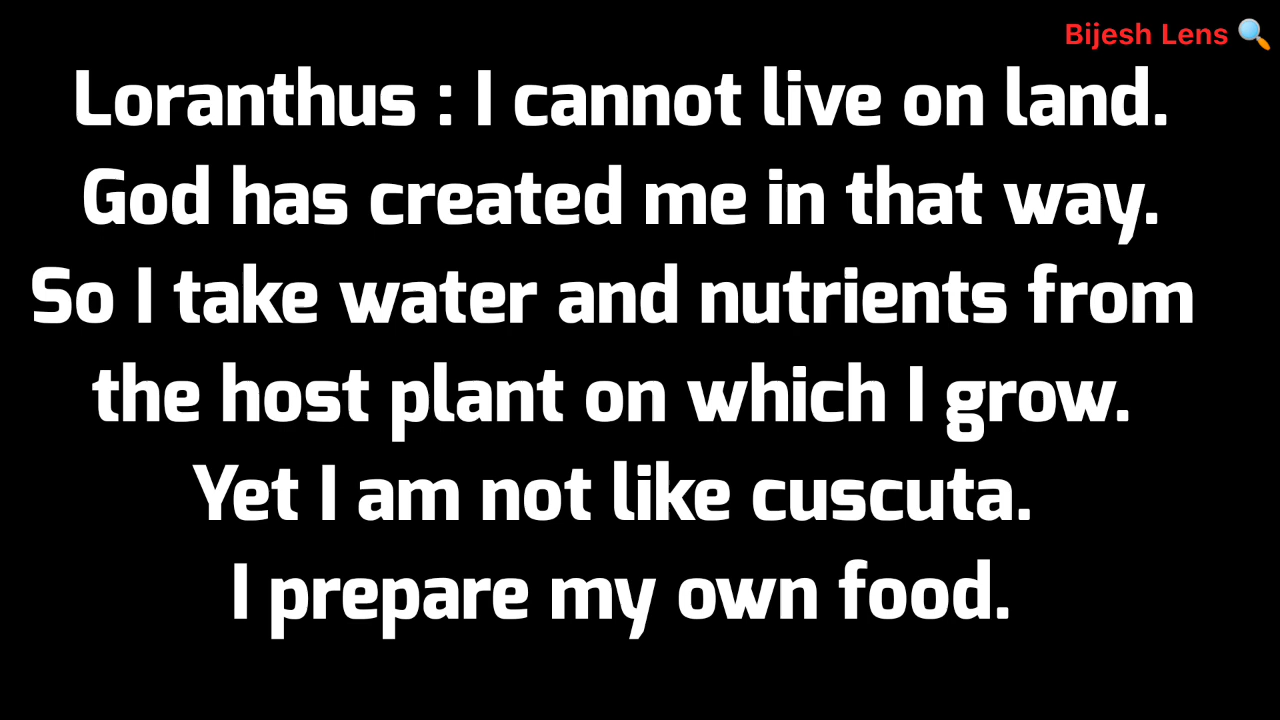 Bijesh Lens 🔍
Loranthus : I cannot live on land.
God has created me in that way.
So I take water and nutrients from
the host plant on which I grow.
Yet I am not like cuscuta.
I prepare my own food.